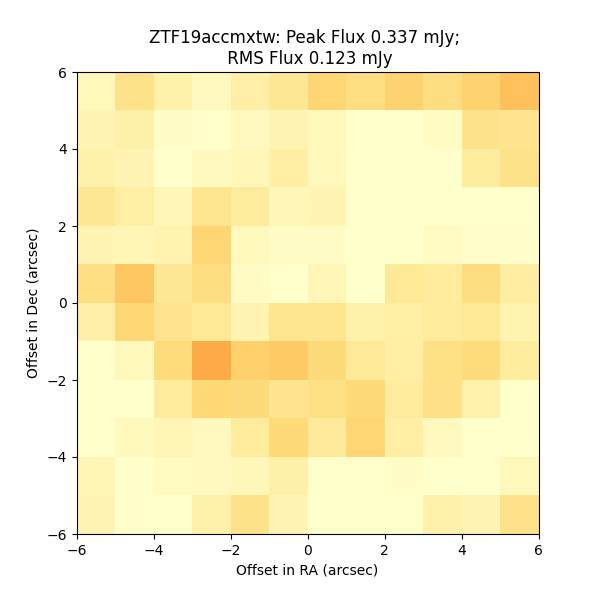 ZTF19accmxtw: Peak Flux 0.337 mJy;
RMS Flux 0.123 mJy
6
4
2
0
−2
−4
−6
Offset in Dec (arcsec)
−6 −4 −2 0 2 4 6
Offset in RA (arcsec)